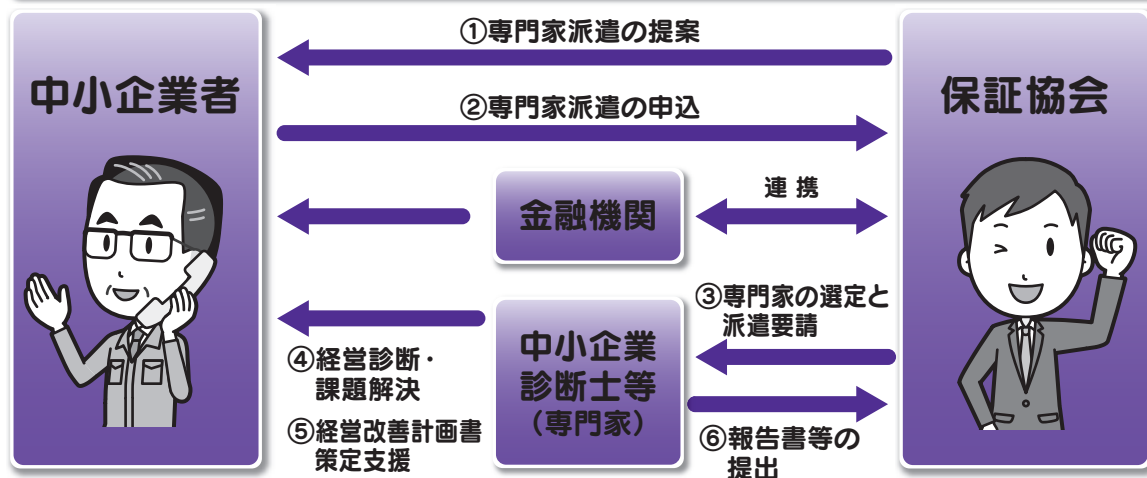 ①専門家派遣の提案
中小企業者
保証協会
②専門家派遣の申込
連 携
金融機関
③専門家の選定と
派遣要請
中小企業
診断士等
（専門家）
④経営診断・
課題解決
⑤経営改善計画書
策定支援
⑥報告書等の
提出